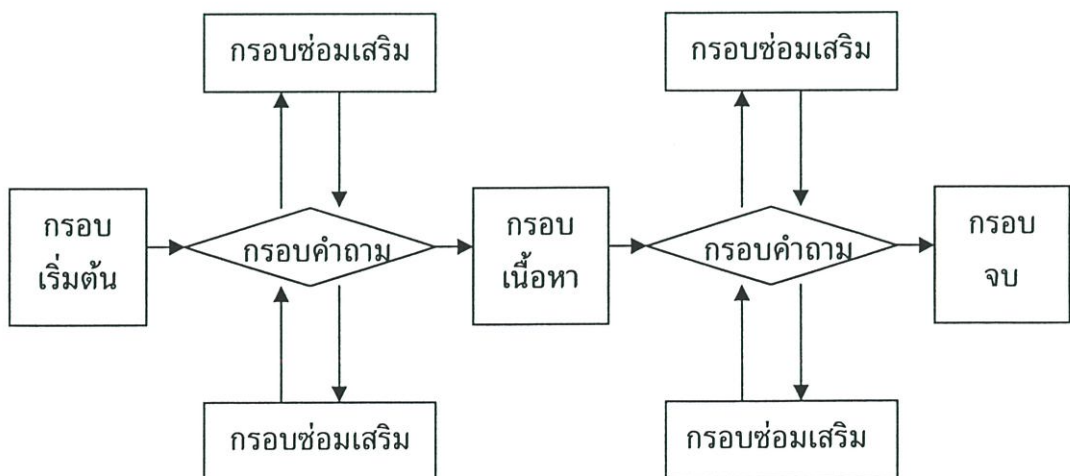 กรอบซ่อมเสริม
กรอบซ่อมเสริม
กรอบ
เริ่มต้น
กรอบคำถาม
กรอบ
เนื้อหา
กรอบคำถาม
กรอบ
จบ
กรอบซ่อมเสริม
กรอบซ่อมเสริม